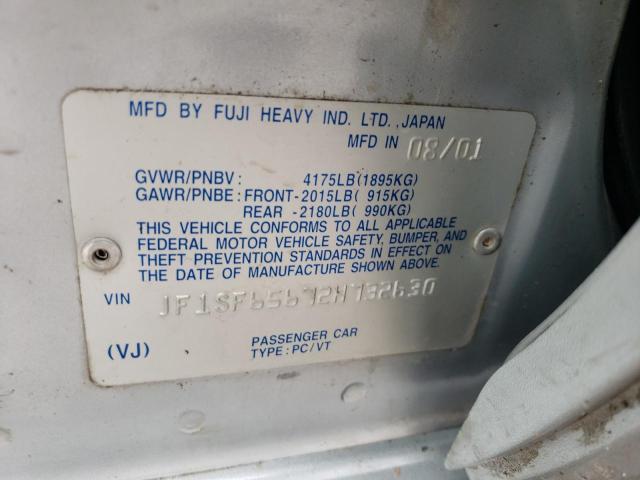 MFD BY FUJI HEAVY IND. LTD., JAPAN
MFD IN 08/01
GVWR/PNBV : 4175LB(1895KG)
GAWR/PNBE : FRONT-2015LB( 915KG)
REAR -2180LB( 990KG)
THIS VEHICLE CONFORMS TO ALL APPLICABLE
FEDERAL MOTOR VEHICLE SAFETY, BUMPER, AND
THEFT PREVENTION STANDARDS IN EFFECT ON
THE DATE OF MANUFACTURE SHOWN ABOVE.
VIN JF1SF65672H732630
PASSENGER CAR
(VJ) TYPE : PC/VT